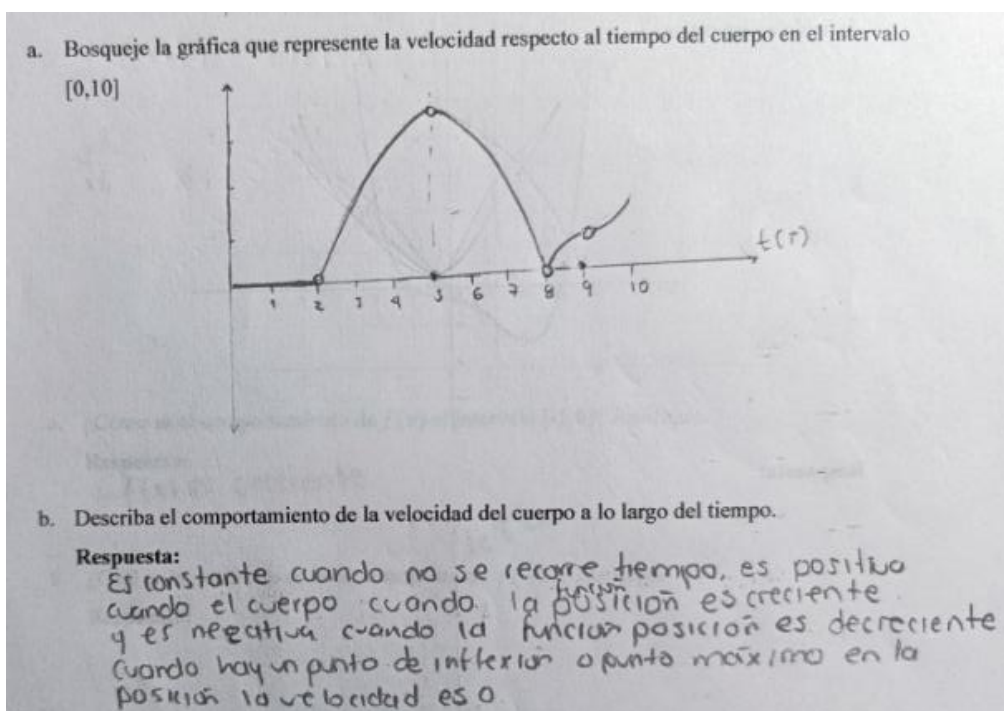 a. Bosqueje la gráfica que represente la velocidad respecto al tiempo del cuerpo en el intervalo
[0,10]
t(s)
1 2 3 4 5 6 7 8 9 10
b. Describa el comportamiento de la velocidad del cuerpo a lo largo del tiempo.
Respuesta:
Es constante cuando no se recorre tiempo, es positiva
cuando el cuerpo cuando la posición es creciente
y es negativa cuando la función posición es decreciente
cuando hay un punto de inflexión o punto máximo en la
posición la velocidad es 0